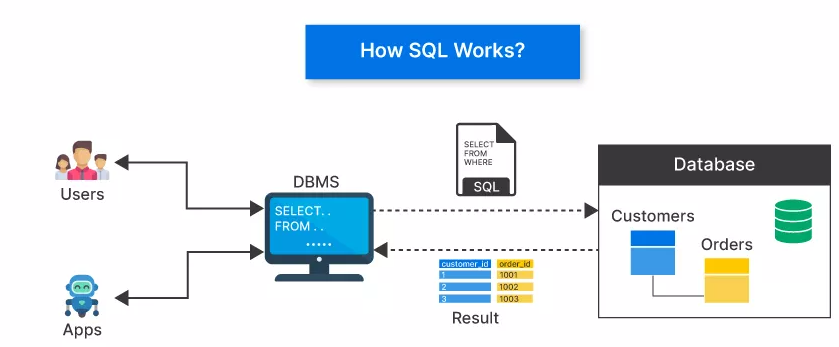 How SQL Works?
Users
Apps
DBMS
SELECT. .
FROM . .
.....
SELECT
FROM
WHERE
SQL
customer_id order_id
1 1001
2 1002
3 1003
Result
Database
Customers
Orders